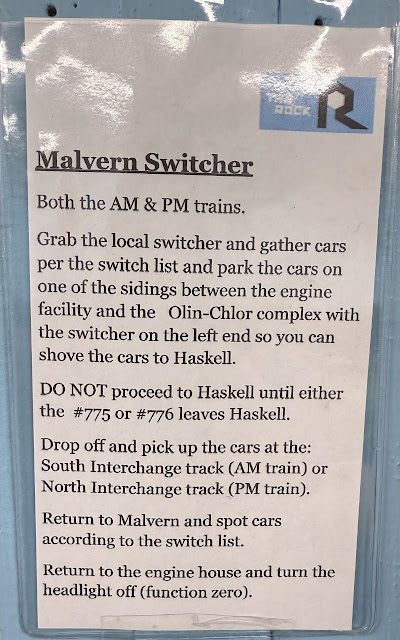 THE ROCK
R
Malvern Switcher
Both the AM & PM trains.
Grab the local switcher and gather cars
per the switch list and park the cars on
one of the sidings between the engine
facility and the Olin-Chlor complex with
the switcher on the left end so you can
shove the cars to Haskell.
DO NOT proceed to Haskell until either
the #775 or #776 leaves Haskell.
Drop off and pick up the cars at the:
South Interchange track (AM train) or
North Interchange track (PM train).
Return to Malvern and spot cars
according to the switch list.
Return to the engine house and turn the
headlight off (function zero).